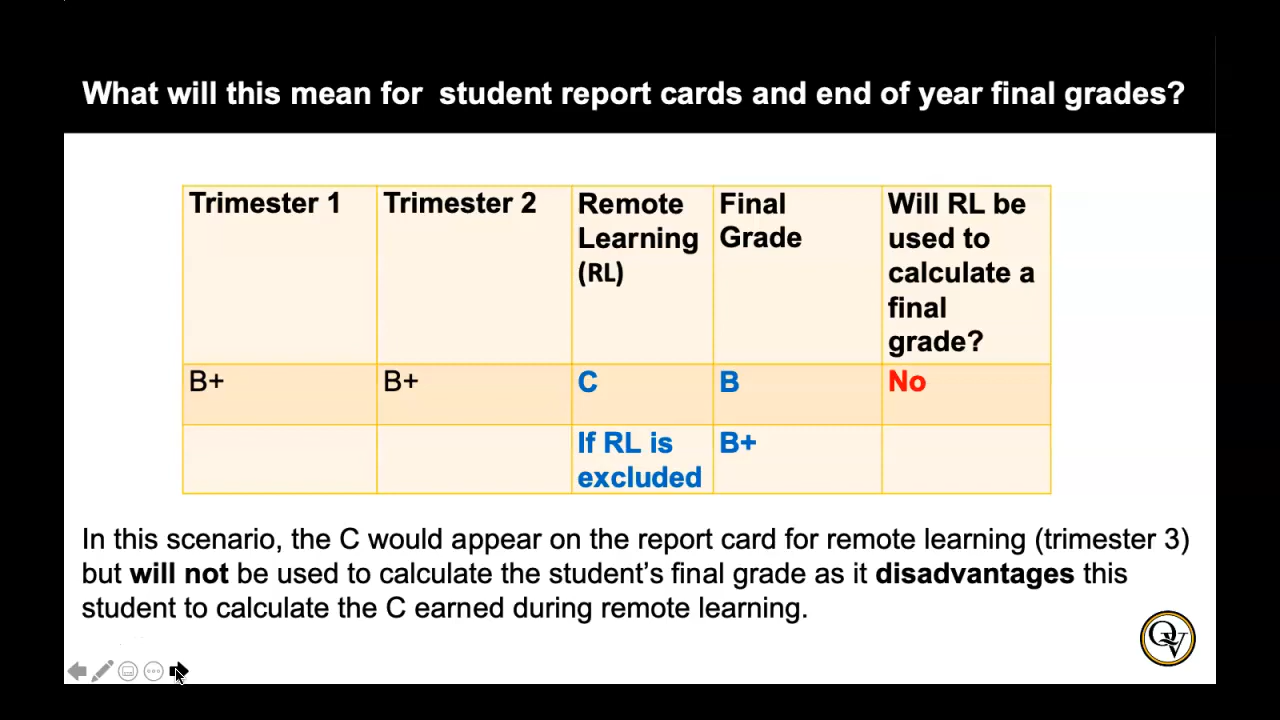 What will this mean for  student report cards and end of year final grades?
Trimester 1
Trimester 2
Remote
Learning
(RL)
Final
Grade
Will RL be
used to
calculate a
final
grade?
B+
B+
C
B
No
If RL is
excluded
B+
In this scenario, the C would appear on the report card for remote learning (trimester 3)
but will not be used to calculate the student’s final grade as it disadvantages this
student to calculate the C earned during remote learning.
QV